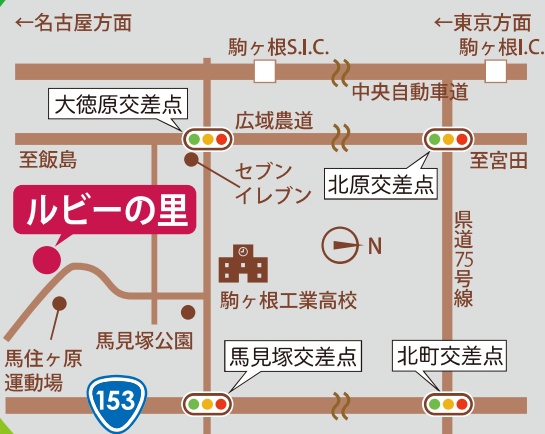 ←名古屋方面
←東京方面
駒ヶ根S.I.C.
駒ヶ根I.C.
中央自動車道
大徳原交差点
広域農道
至飯島
セブン
イレブン
北原交差点
至宮田
ルビーの里
N
県道75号線
駒ヶ根工業高校
馬住ヶ原
運動場
馬見塚公園
馬見塚交差点
北町交差点
153